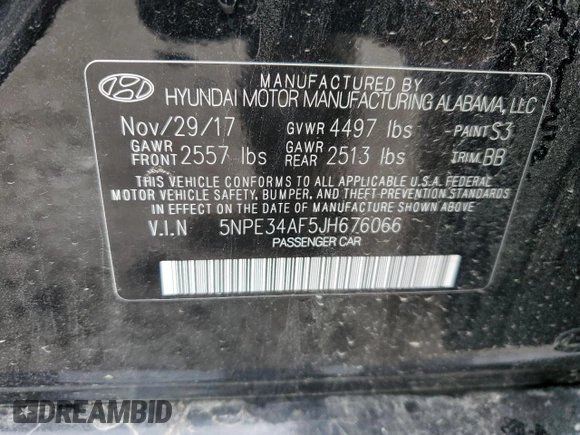 MANUFACTURED BY
HYUNDAI MOTOR MANUFACTURING ALABAMA, LLC
Nov/29/17 GVWR 4497 lbs PAINT S3
GAWR FRONT 2557 lbs GAWR REAR 2513 lbs TRIM BB
THIS VEHICLE CONFORMS TO ALL APPLICABLE U.S.A. FEDERAL
MOTOR VEHICLE SAFETY, BUMPER, AND THEFT PREVENTION STANDARDS
IN EFFECT ON THE DATE OF MANUFACTURE SHOWN ABOVE.
V.I.N 5NPE34AF5JH676066
PASSENGER CAR
DREAMBID